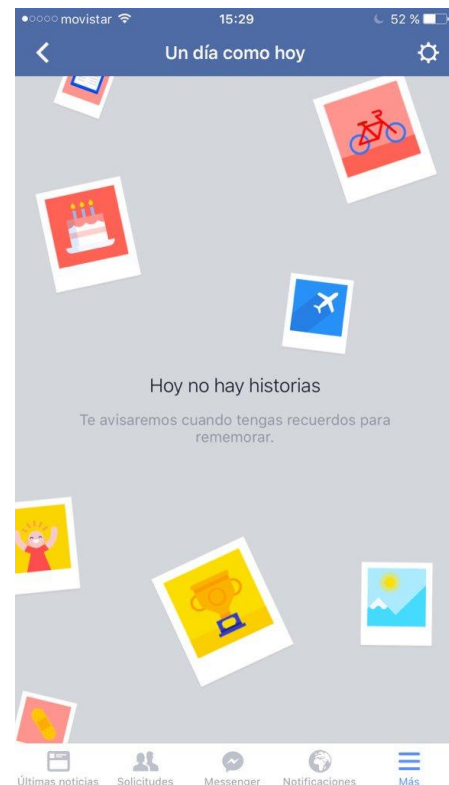 movistar 15:29 52 %
Un día como hoy
Hoy no hay historias
Te avisaremos cuando tengas recuerdos para
rememorar.
Últimas noticias Solicitudes Messenger Notificaciones Más